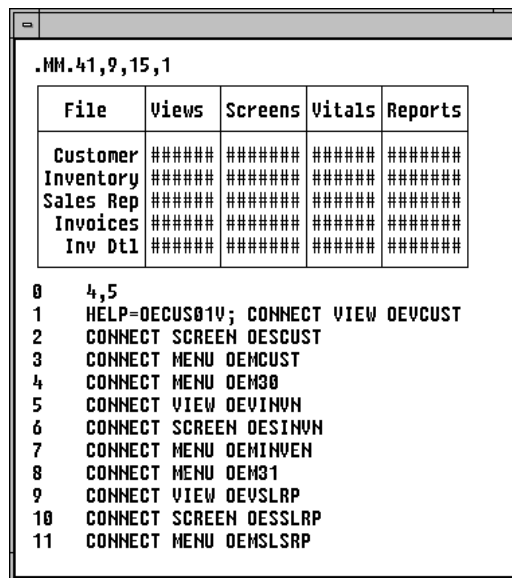 .MM.41,9,15,1
File Views Screens Vitals Reports
Customer ###### ####### ###### #######
Inventory ###### ####### ###### #######
Sales Rep ###### ####### ###### #######
Invoices ###### ####### ###### #######
Inv Dtl ###### ####### ###### #######
0 4,5
1 HELP=OECUS01V; CONNECT VIEW OEVCUST
2 CONNECT SCREEN OESCUST
3 CONNECT MENU OEMCUST
4 CONNECT MENU OEM30
5 CONNECT VIEW OEVINVN
6 CONNECT SCREEN OESINVN
7 CONNECT MENU OEMINVEN
8 CONNECT MENU OEM31
9 CONNECT VIEW OEVSLRP
10 CONNECT SCREEN OESSLRP
11 CONNECT MENU OEMSLSRP